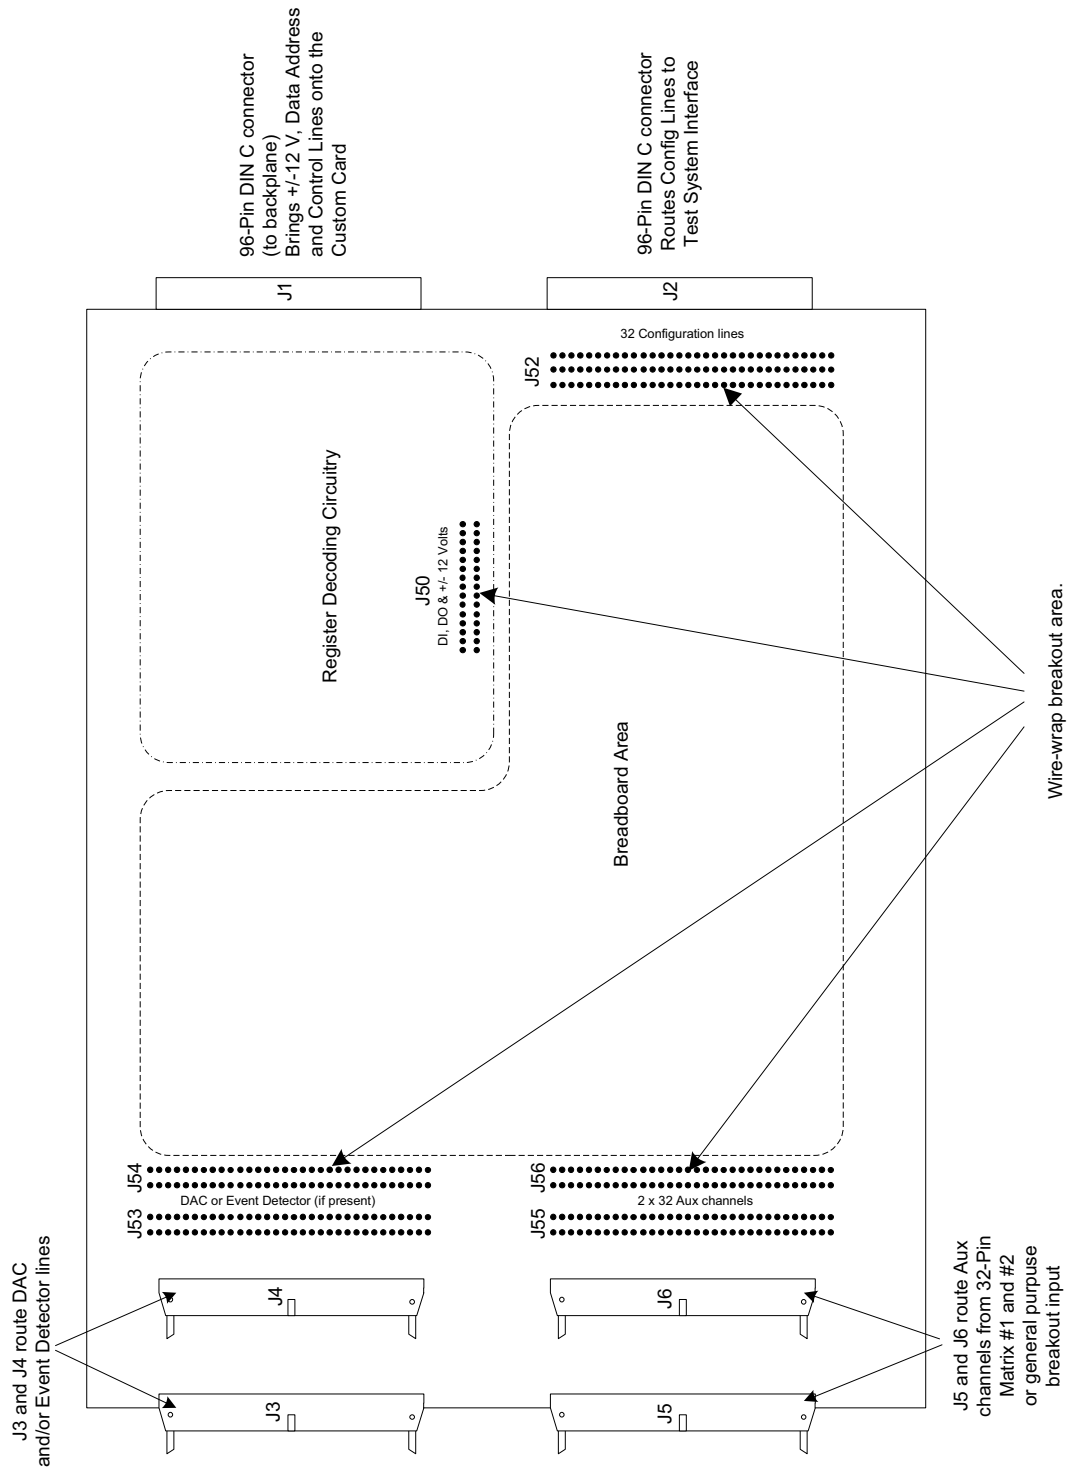 96-Pin DIN C connector
(to backplane)
Brings +/-12 V, Data Address
and Control Lines onto the
Custom Card
96-Pin DIN C connector
Routes Config Lines to
Test System Interface
J1
J2
32 Configuration lines
J52
Register Decoding Circuitry
J50
DI, DO & +/- 12 Volts
Breadboard Area
Wire-wrap breakout area.
J54
DAC or Event Detector (if present)
J53
J56
2 x 32 Aux channels
J55
J4
J6
J3
J5
J3 and J4 route DAC
and/or Event Detector lines
J5 and J6 route Aux
channels from 32-Pin
Matrix #1 and #2
or general purpuse
breakout input